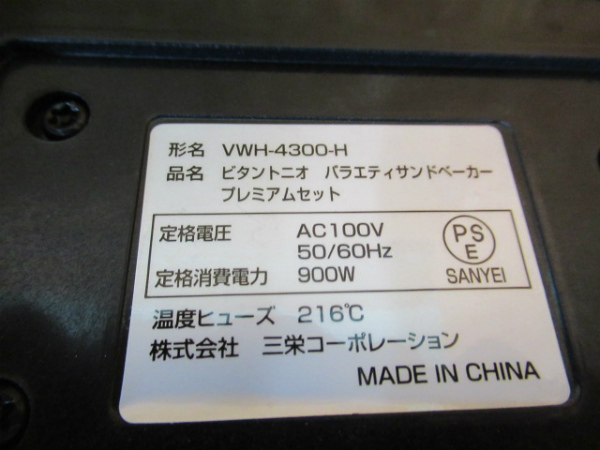 形名 VWH-4300-H
品名 ビタントニオ バラエティサンドベーカー
プレミアムセット
定格電圧 AC100V
50/60Hz
定格消費電力 900W
PS
E
SANYEI
温度ヒューズ 216℃
株式会社 三栄コーポレーション
MADE IN CHINA